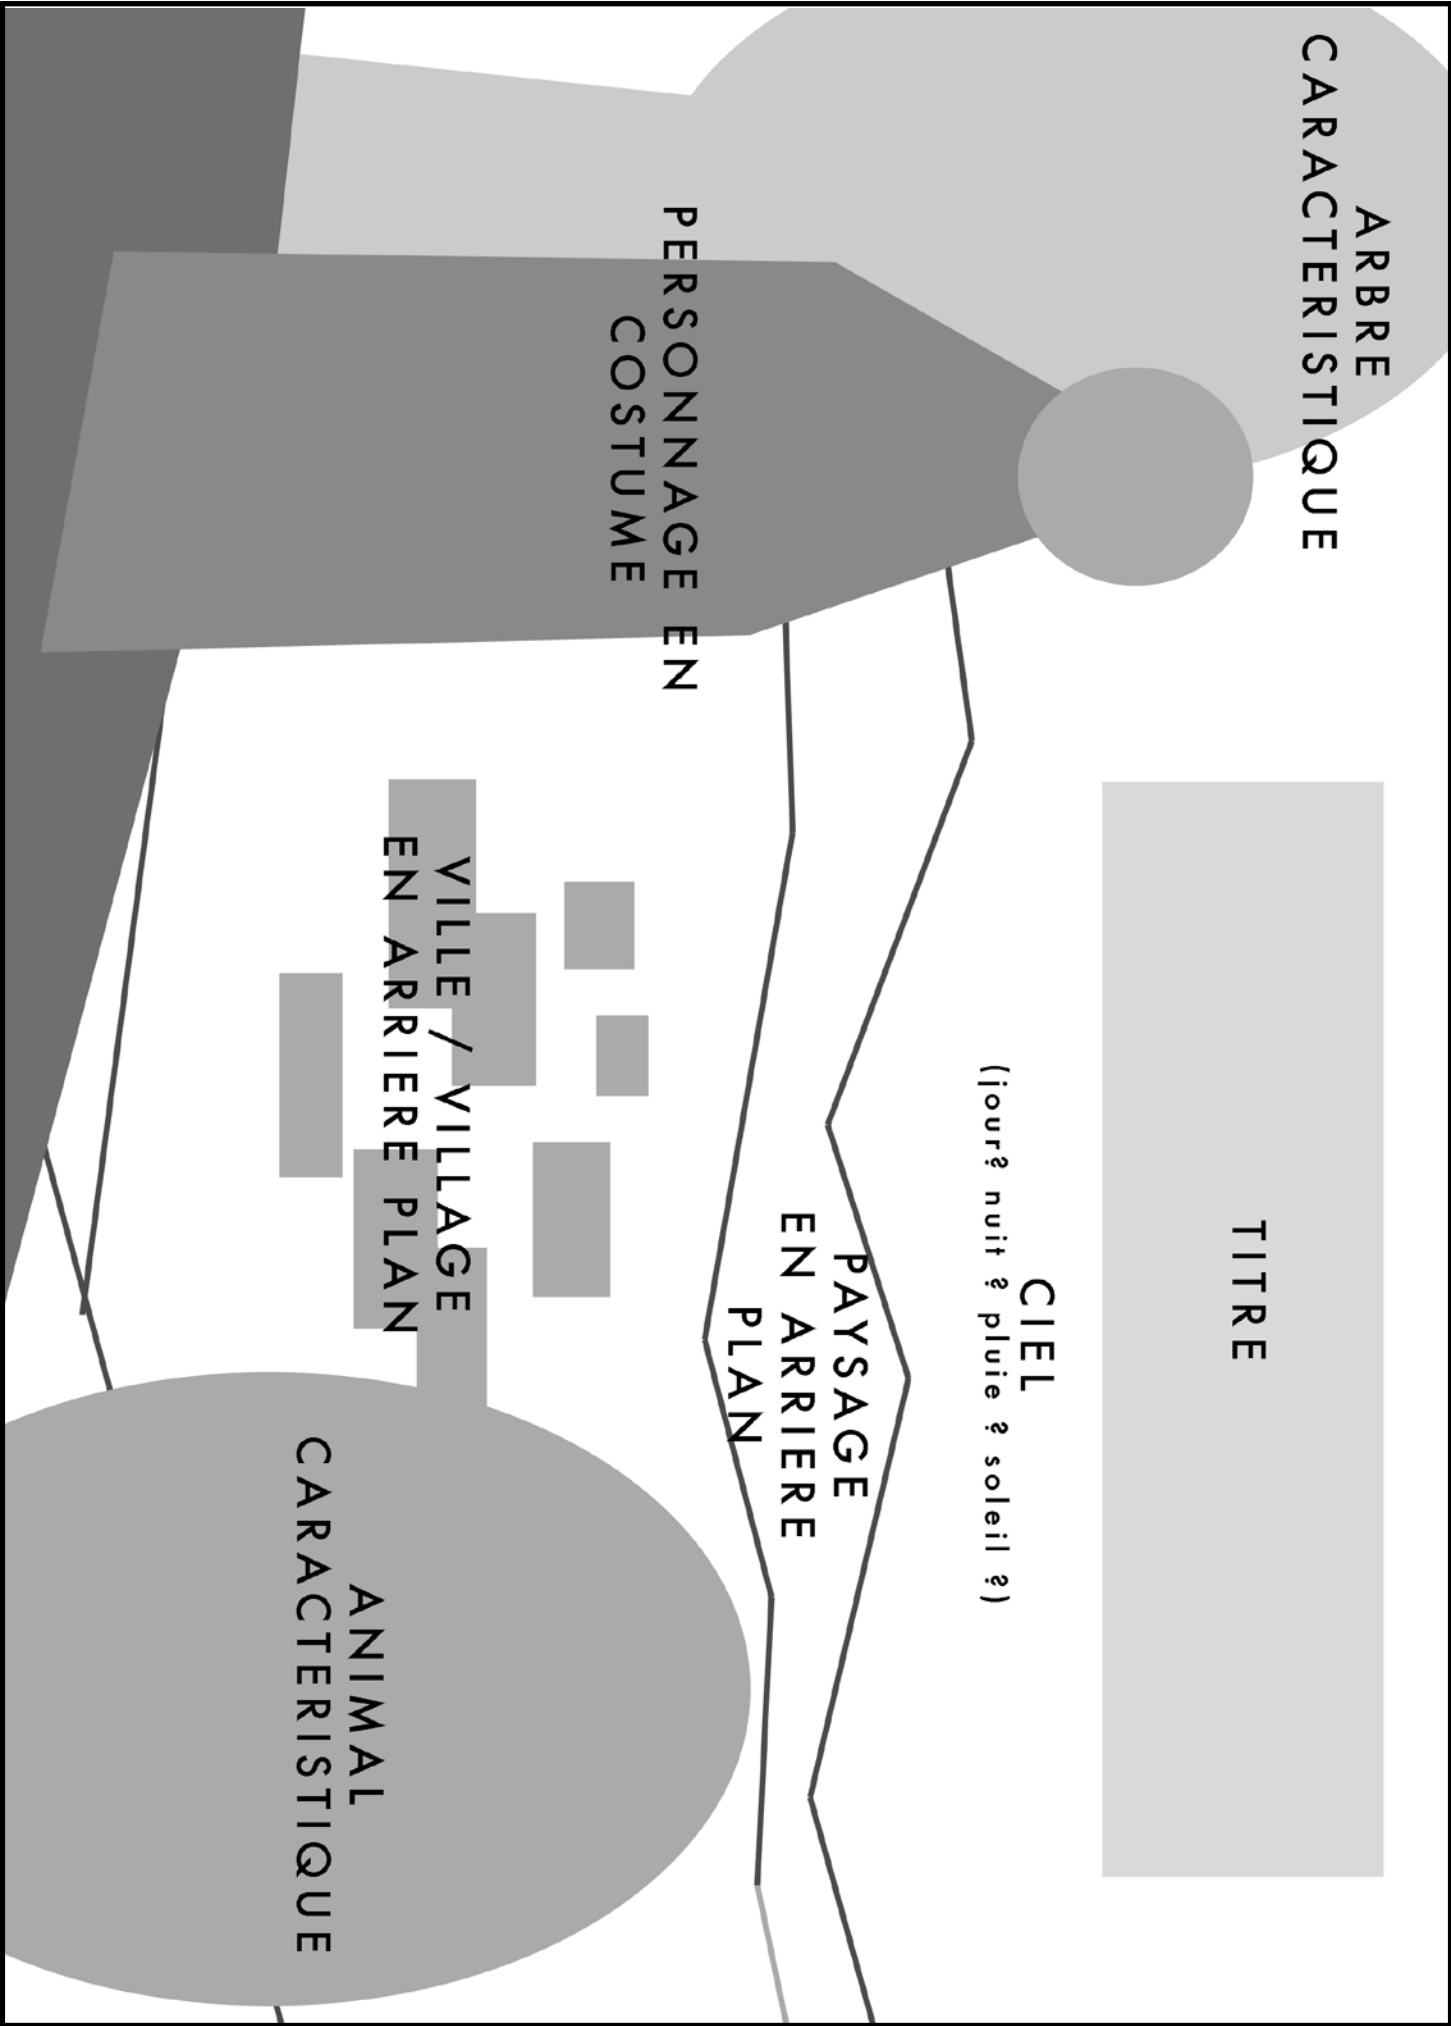 ARBRE
CARACTERISTIQUE
TITRE
CIEL
(jour? nuit ? pluie ? soleil ?)
PAYSAGE
EN ARRIERE
PLAN
PERSONNAGE EN
COSTUME
VILLE / VILLAGE
EN ARRIERE PLAN
ANIMAL
CARACTERISTIQUE